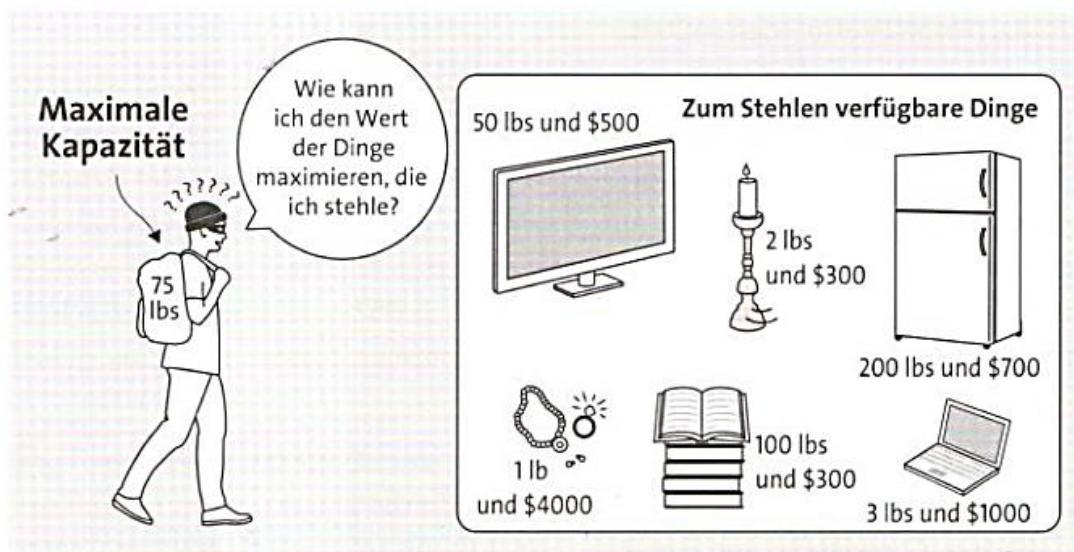 Maximale
Kapazität
??????
75
lbs
Wie kann
ich den Wert
der Dinge
maximieren, die
ich stehle?
Zum Stehlen verfügbare Dinge
50 lbs und $500
2 lbs
und $300
200 lbs und $700
1 lb
und $4000
100 lbs
und $300
3 lbs und $1000